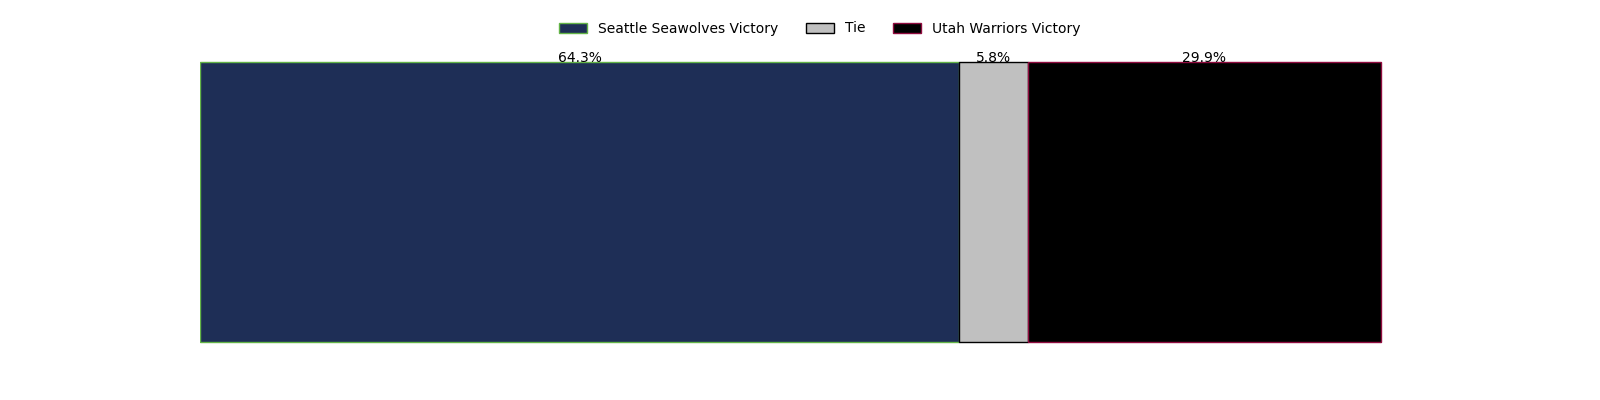 Seattle Seawolves Victory Tie Utah Warriors Victory
64.3% 5.8% 29.9%